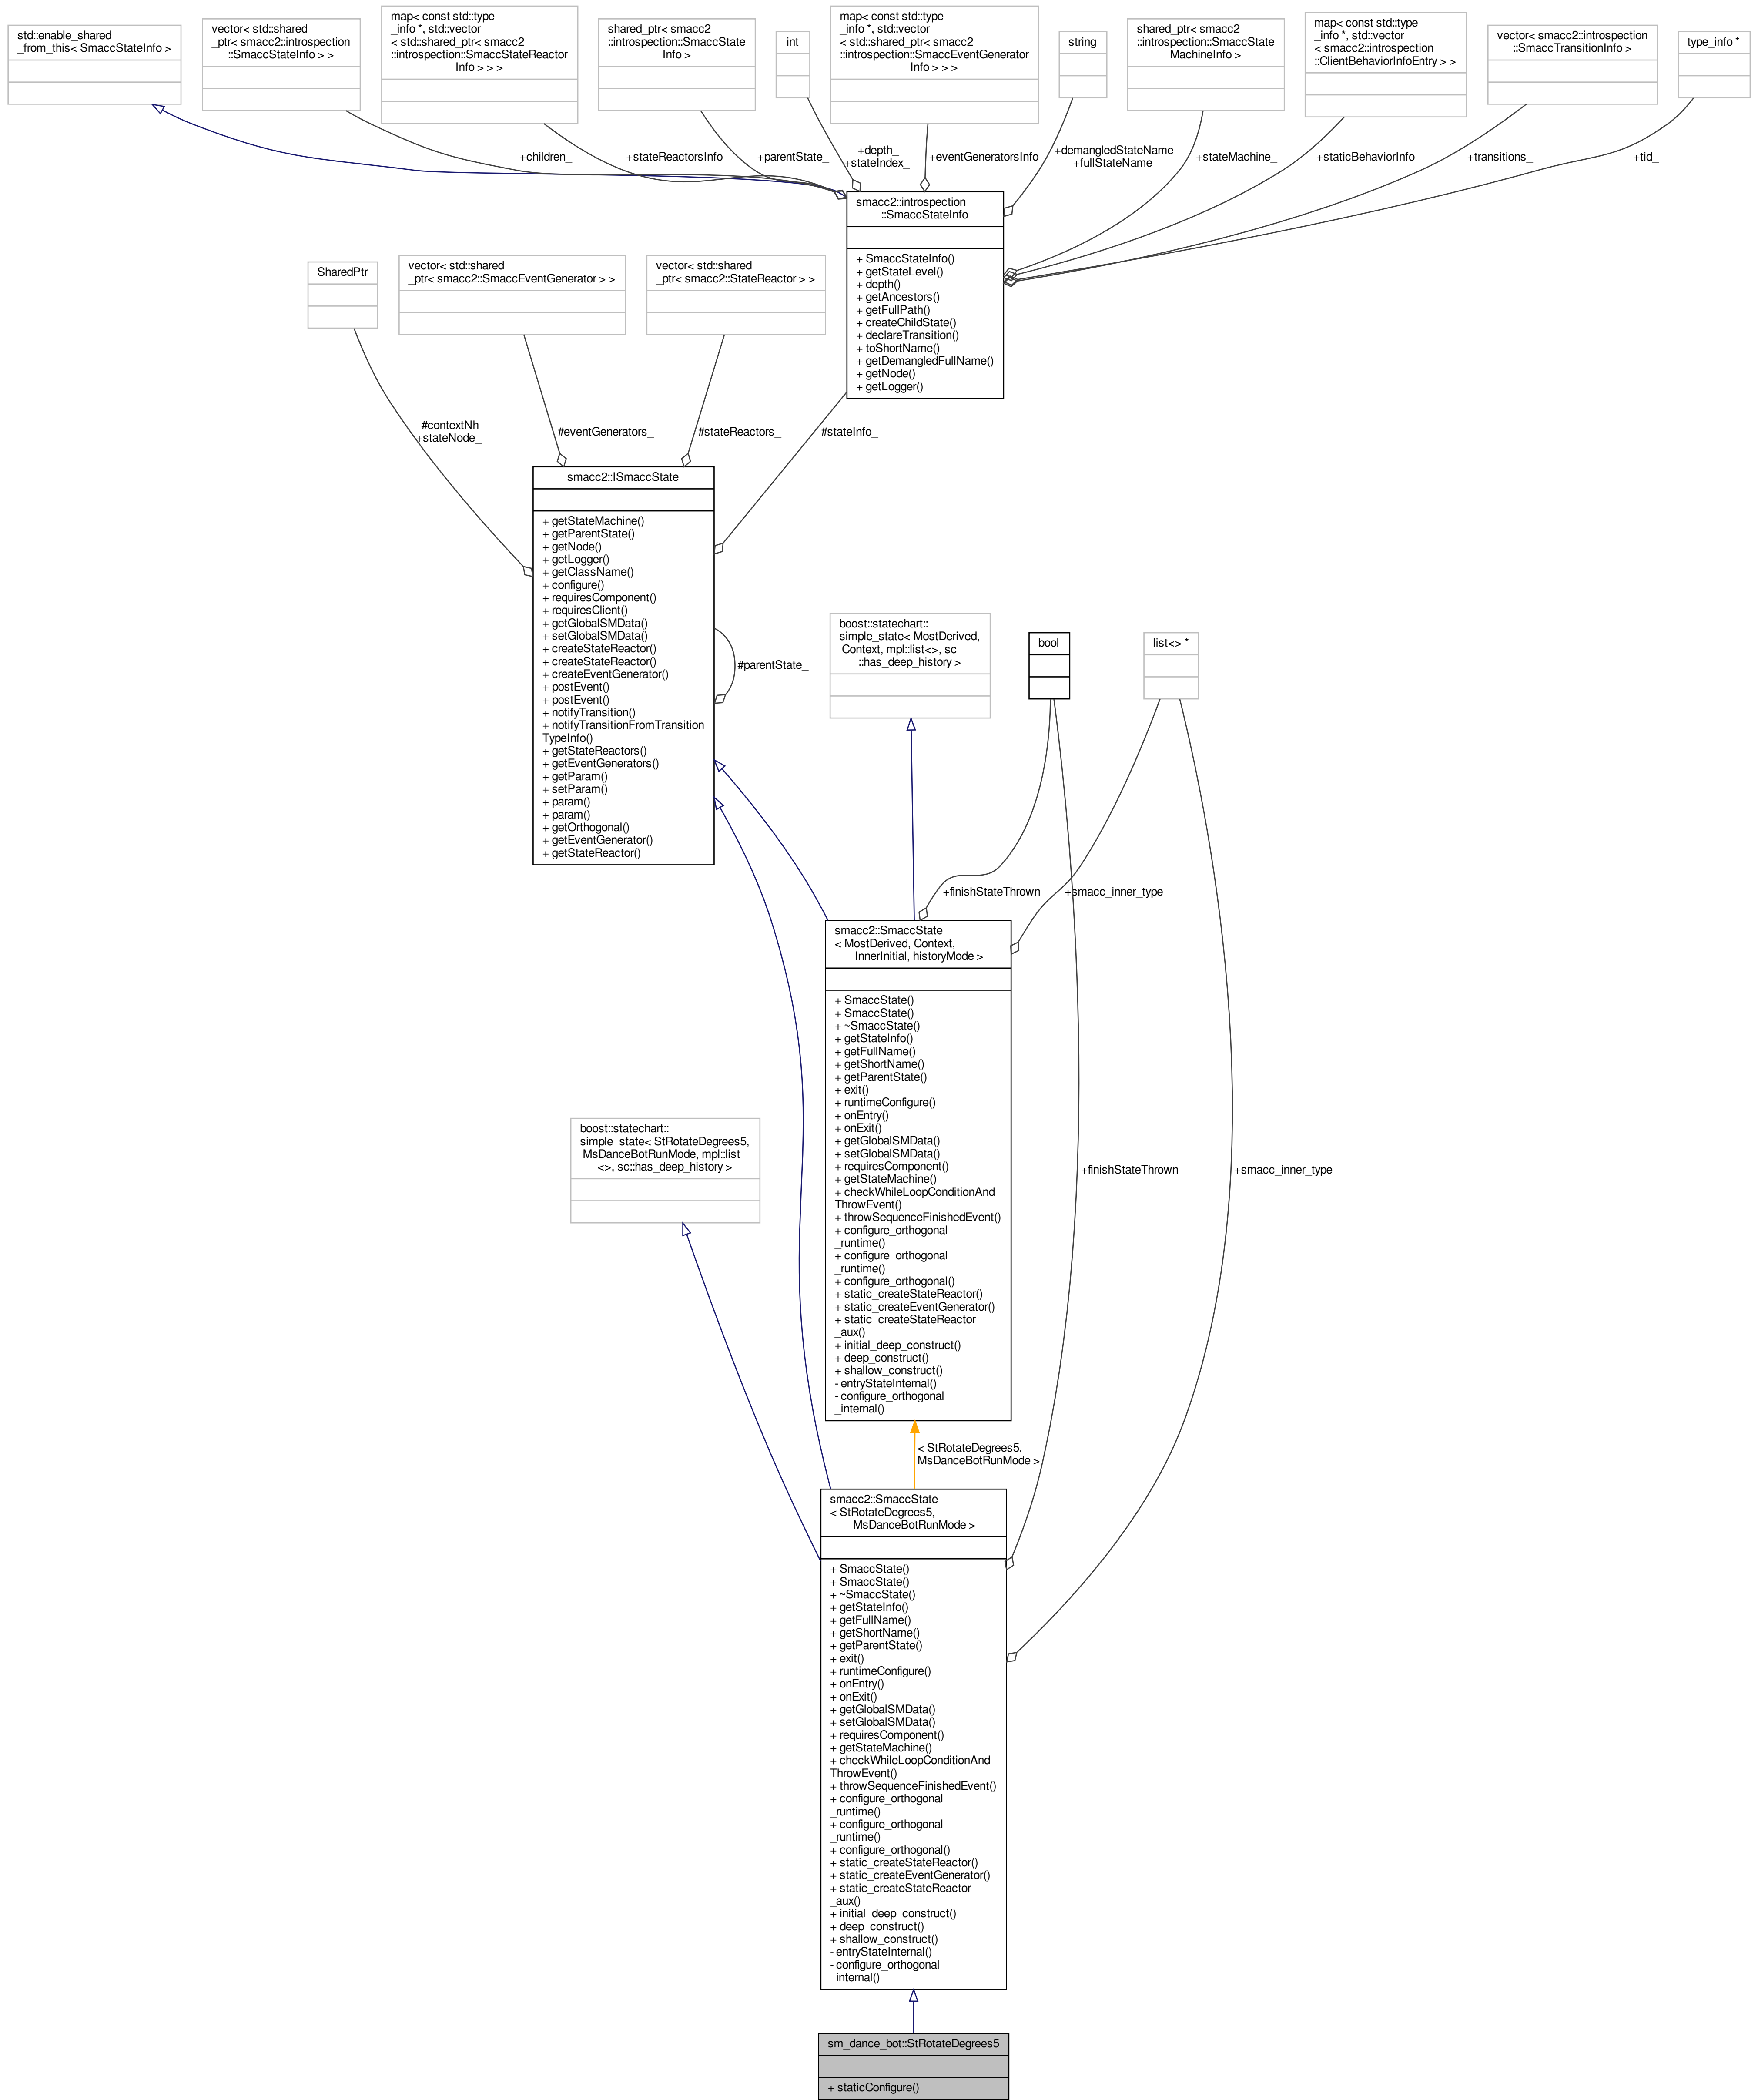 std::enable_shared
_from_this< SmaccStateInfo >
vector< std::shared
_ptr< smacc2::introspection
::SmaccStateInfo > >
map< const std::type
_info *, std::vector
< std::shared_ptr< smacc2
::introspection::SmaccStateReactor
Info > > >
shared_ptr< smacc2
::introspection::SmaccState
Info >
int
map< const std::type
_info *, std::vector
< std::shared_ptr< smacc2
::introspection::SmaccEventGenerator
Info > > >
string
shared_ptr< smacc2
::introspection::SmaccState
MachineInfo >
map< const std::type
_info *, std::vector
< smacc2::introspection
::ClientBehaviorInfoEntry > >
vector< smacc2::introspection
::SmaccTransitionInfo >
type_info *
+children_
+stateReactorsInfo
+parentState_
+depth_
+stateIndex_
+eventGeneratorsInfo
+demangledStateName
+fullStateName
+stateMachine_
+staticBehaviorInfo
+transitions_
+tid_
smacc2::introspection
::SmaccStateInfo
+ SmaccStateInfo()
+ getStateLevel()
+ depth()
+ getAncestors()
+ getFullPath()
+ createChildState()
+ declareTransition()
+ toShortName()
+ getDemangledFullName()
+ getNode()
+ getLogger()
SharedPtr
vector< std::shared
_ptr< smacc2::SmaccEventGenerator > >
vector< std::shared
_ptr< smacc2::StateReactor > >
#contextNh
+stateNode_
#eventGenerators_
#stateReactors_
#stateInfo_
smacc2::ISmaccState
+ getStateMachine()
+ getParentState()
+ getNode()
+ getLogger()
+ getClassName()
+ configure()
+ requiresComponent()
+ requiresClient()
+ getGlobalSMData()
+ setGlobalSMData()
+ createStateReactor()
+ createStateReactor()
+ createEventGenerator()
+ postEvent()
+ postEvent()
+ notifyTransition()
+ notifyTransitionFromTransition
TypeInfo()
+ getStateReactors()
+ getEventGenerators()
+ getParam()
+ setParam()
+ param()
+ param()
+ getOrthogonal()
+ getEventGenerator()
+ getStateReactor()
#parentState_
boost::statechart::
simple_state< MostDerived,
Context, mpl::list<>, sc
::has_deep_history >
bool
list<> *
+finishStateThrown
+smacc_inner_type
smacc2::SmaccState
< MostDerived, Context,
InnerInitial, historyMode >
+ SmaccState()
+ SmaccState()
+ ~SmaccState()
+ getStateInfo()
+ getFullName()
+ getShortName()
+ getParentState()
+ exit()
+ runtimeConfigure()
+ onEntry()
+ onExit()
+ getGlobalSMData()
+ setGlobalSMData()
+ requiresComponent()
+ getStateMachine()
+ checkWhileLoopConditionAnd
ThrowEvent()
+ throwSequenceFinishedEvent()
+ configure_orthogonal
_runtime()
+ configure_orthogonal
_runtime()
+ configure_orthogonal()
+ static_createStateReactor()
+ static_createEventGenerator()
+ static_createStateReactor
_aux()
+ initial_deep_construct()
+ deep_construct()
+ shallow_construct()
- entryStateInternal()
- configure_orthogonal
_internal()
boost::statechart::
simple_state< StRotateDegrees5,
MsDanceBotRunMode, mpl::list
<>, sc::has_deep_history >
+finishStateThrown
+smacc_inner_type
< StRotateDegrees5,
MsDanceBotRunMode >
smacc2::SmaccState
< StRotateDegrees5,
MsDanceBotRunMode >
+ SmaccState()
+ SmaccState()
+ ~SmaccState()
+ getStateInfo()
+ getFullName()
+ getShortName()
+ getParentState()
+ exit()
+ runtimeConfigure()
+ onEntry()
+ onExit()
+ getGlobalSMData()
+ setGlobalSMData()
+ requiresComponent()
+ getStateMachine()
+ checkWhileLoopConditionAnd
ThrowEvent()
+ throwSequenceFinishedEvent()
+ configure_orthogonal
_runtime()
+ configure_orthogonal
_runtime()
+ configure_orthogonal()
+ static_createStateReactor()
+ static_createEventGenerator()
+ static_createStateReactor
_aux()
+ initial_deep_construct()
+ deep_construct()
+ shallow_construct()
- entryStateInternal()
- configure_orthogonal
_internal()
sm_dance_bot::StRotateDegrees5
+ staticConfigure()